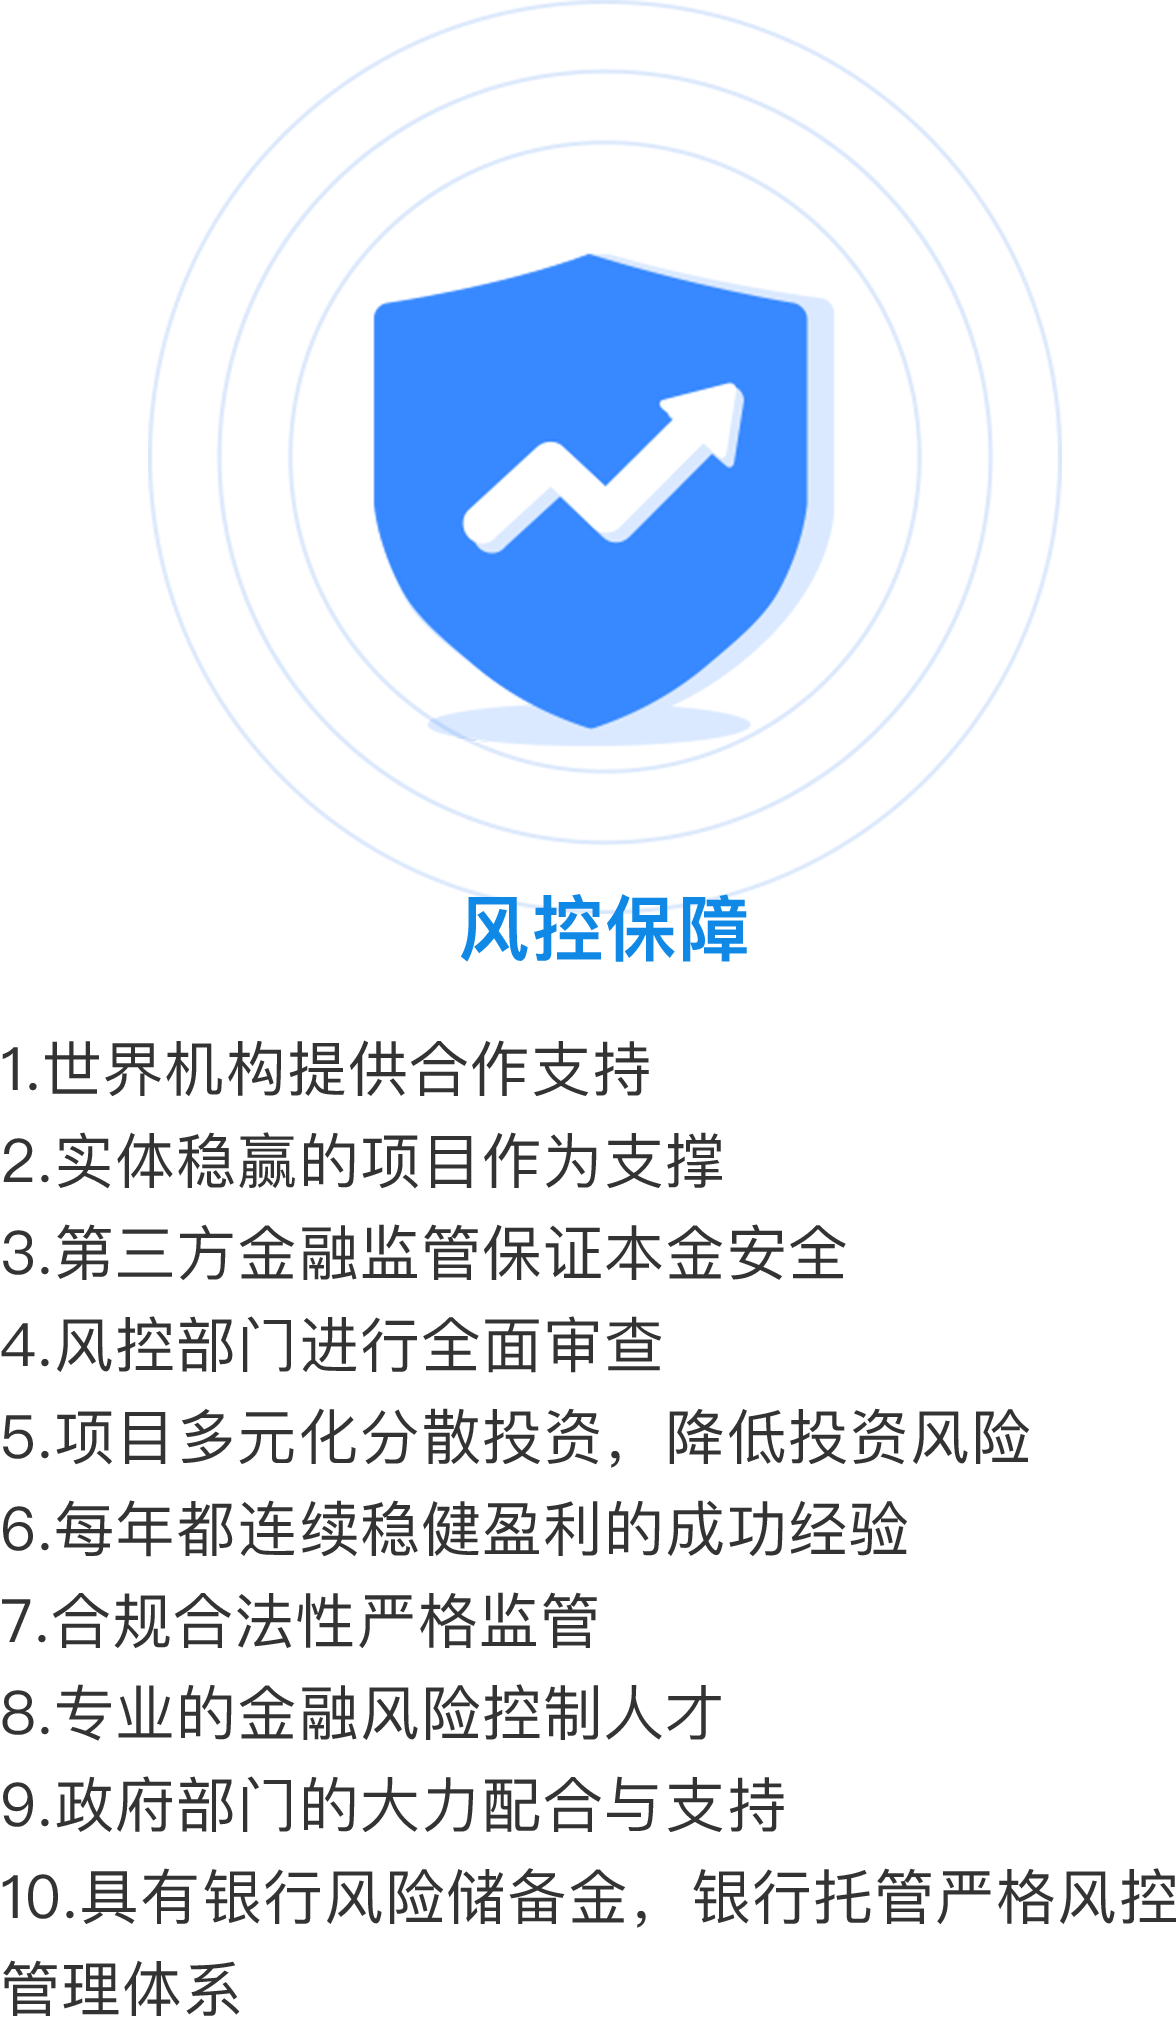 风控保障
1.世界机构提供合作支持
2.实体稳赢的项目作为支撑
3.第三方金融监管保证本金安全
4.风控部门进行全面审查
5.项目多元化分散投资，降低投资风险
6.每年都连续稳健盈利的成功经验
7.合规合法性严格监管
8.专业的金融风险控制人才
9.政府部门的大力配合与支持
10.具有银行风险储备金，银行托管严格风控
管理体系